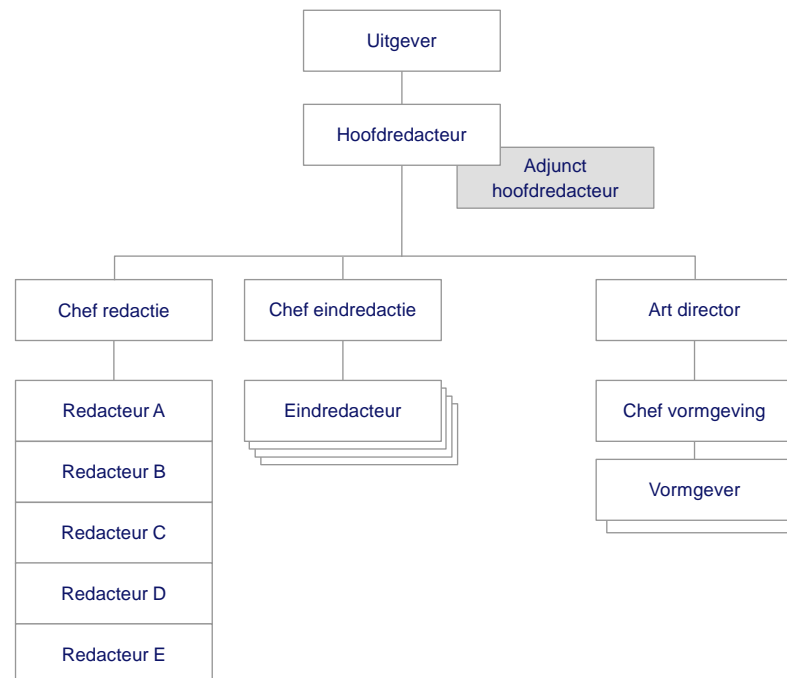 Uitgever
Hoofdredacteur
Adjunct
hoofdredacteur
Chef redactie
Chef eindredactie
Art director
Redacteur A
Eindredacteur
Chef vormgeving
Redacteur B
Vormgever
Redacteur C
Redacteur D
Redacteur E